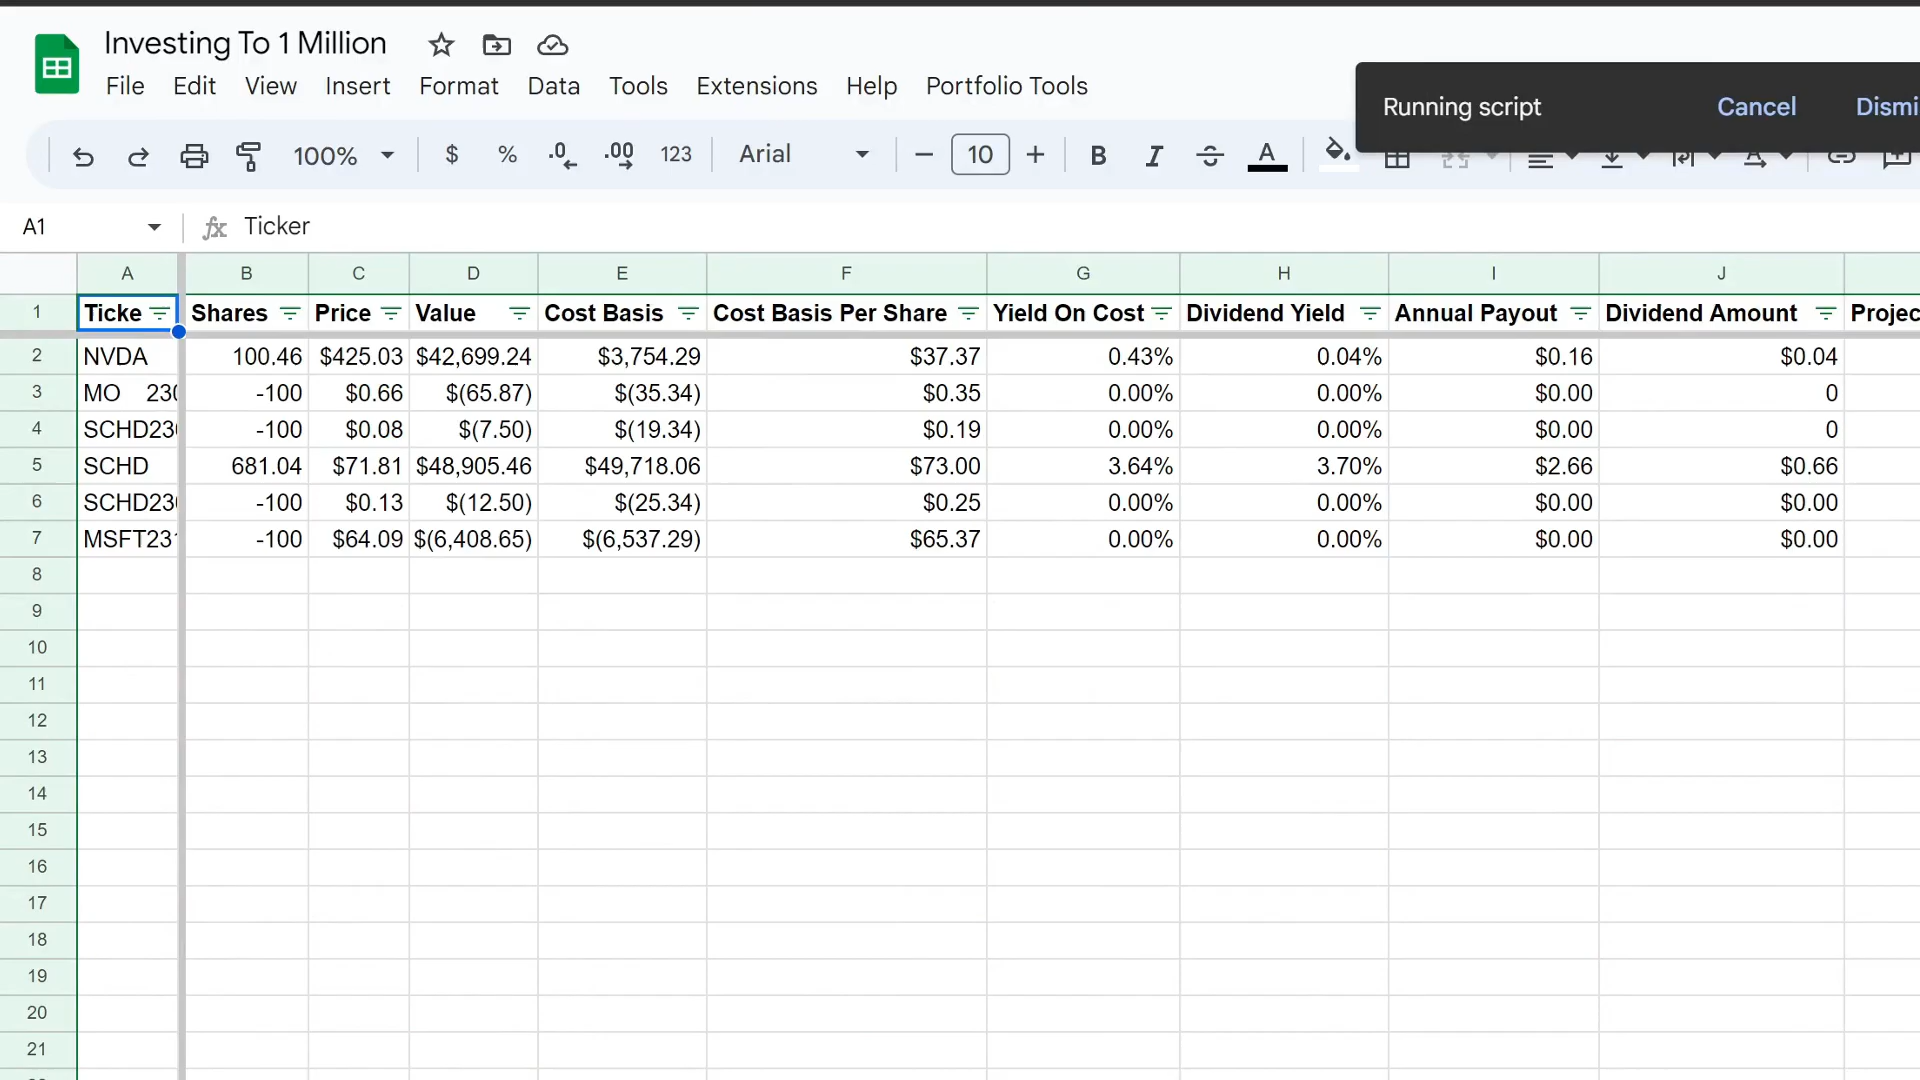 Investing To 1 Million
File Edit View Insert Format Data Tools Extensions Help Portfolio Tools
Running script Cancel Dismi
100% $ % .0 .00 123 Arial 10 B I S A
A1 fx Ticker
A B C D E F G H I J
1 Ticke Shares Price Value Cost Basis Cost Basis Per Share Yield On Cost Dividend Yield Annual Payout Dividend Amount Projec
2 NVDA 100.46 $425.03 $42,699.24 $3,754.29 $37.37 0.43% 0.04% $0.16 $0.04
3 MO 230 -100 $0.66 $(65.87) $(35.34) $0.35 0.00% 0.00% $0.00 0
4 SCHD230 -100 $0.08 $(7.50) $(19.34) $0.19 0.00% 0.00% $0.00 0
5 SCHD 681.04 $71.81 $48,905.46 $49,718.06 $73.00 3.64% 3.70% $2.66 $0.66
6 SCHD230 -100 $0.13 $(12.50) $(25.34) $0.25 0.00% 0.00% $0.00 $0.00
7 MSFT231 -100 $64.09 $(6,408.65) $(6,537.29) $65.37 0.00% 0.00% $0.00 $0.00
8
9
10
11
12
13
14
15
16
17
18
19
20
21